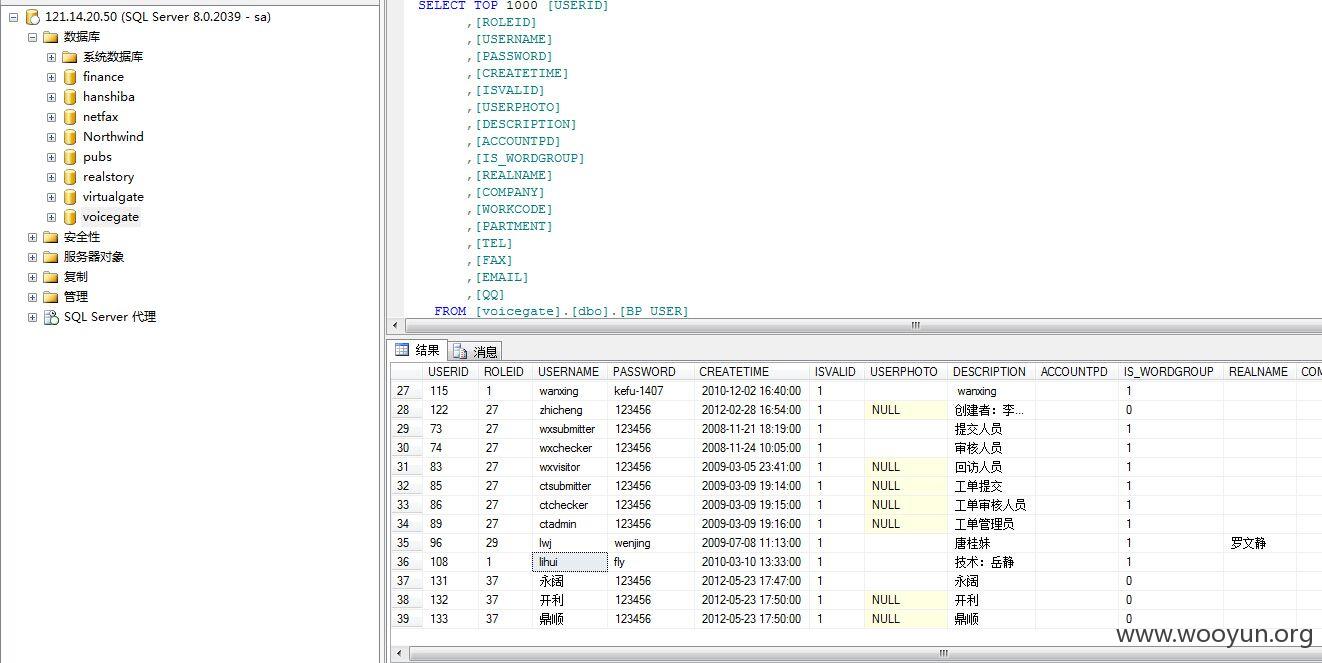 121.14.20.50 (SQL Server 8.0.2039 - sa)
数据库
系统数据库
finance
hanshiba
netfax
Northwind
pubs
realstory
virtualgate
voicegate
安全性
服务器对象
复制
管理
SQL Server 代理
SELECT TOP 1000 [USERID]
,[ROLEID]
,[USERNAME]
,[PASSWORD]
,[CREATETIME]
,[ISVALID]
,[USERPHOTO]
,[DESCRIPTION]
,[ACCOUNTPD]
,[IS_WORDGROUP]
,[REALNAME]
,[COMPANY]
,[WORKCODE]
,[PARTMENT]
,[TEL]
,[FAX]
,[EMAIL]
,[QQ]
FROM [voicegate].[dbo].[BP_USER]
结果 消息
USERID ROLEID USERNAME PASSWORD CREATETIME ISVALID USERPHOTO DESCRIPTION ACCOUNTPD IS_WORDGROUP REALNAME COM
27 115 1 wanxing kefu-1407 2010-12-02 16:40:00 1 wanxing 1
28 122 27 zhicheng 123456 2012-02-28 16:54:00 1 NULL 创建者：李... 0
29 73 27 wxsubmitter 123456 2008-11-21 18:19:00 1 提交人员 1
30 74 27 wxchecker 123456 2008-11-24 10:05:00 1 审核人员 1
31 83 27 wxvisitor 123456 2009-03-05 23:41:00 1 NULL 回访人员 1
32 85 27 ctsubmitter 123456 2009-03-09 19:14:00 1 NULL 工单提交 1
33 86 27 ctchecker 123456 2009-03-09 19:15:00 1 NULL 工单审核人员 1
34 89 27 ctadmin 123456 2009-03-09 19:16:00 1 NULL 工单管理员 1
35 96 29 lwj wenjing 2009-07-08 11:13:00 1 唐桂妹 1 罗文静
36 108 1 lihui fly 2010-03-10 13:33:00 1 技术：岳静 1
37 131 37 永阔 123456 2012-05-23 17:47:00 1 永阔 0
38 132 37 开利 123456 2012-05-23 17:50:00 1 NULL 开利 0
39 133 37 鼎顺 123456 2012-05-23 17:50:00 1 NULL 鼎顺 0
www.wooyun.org